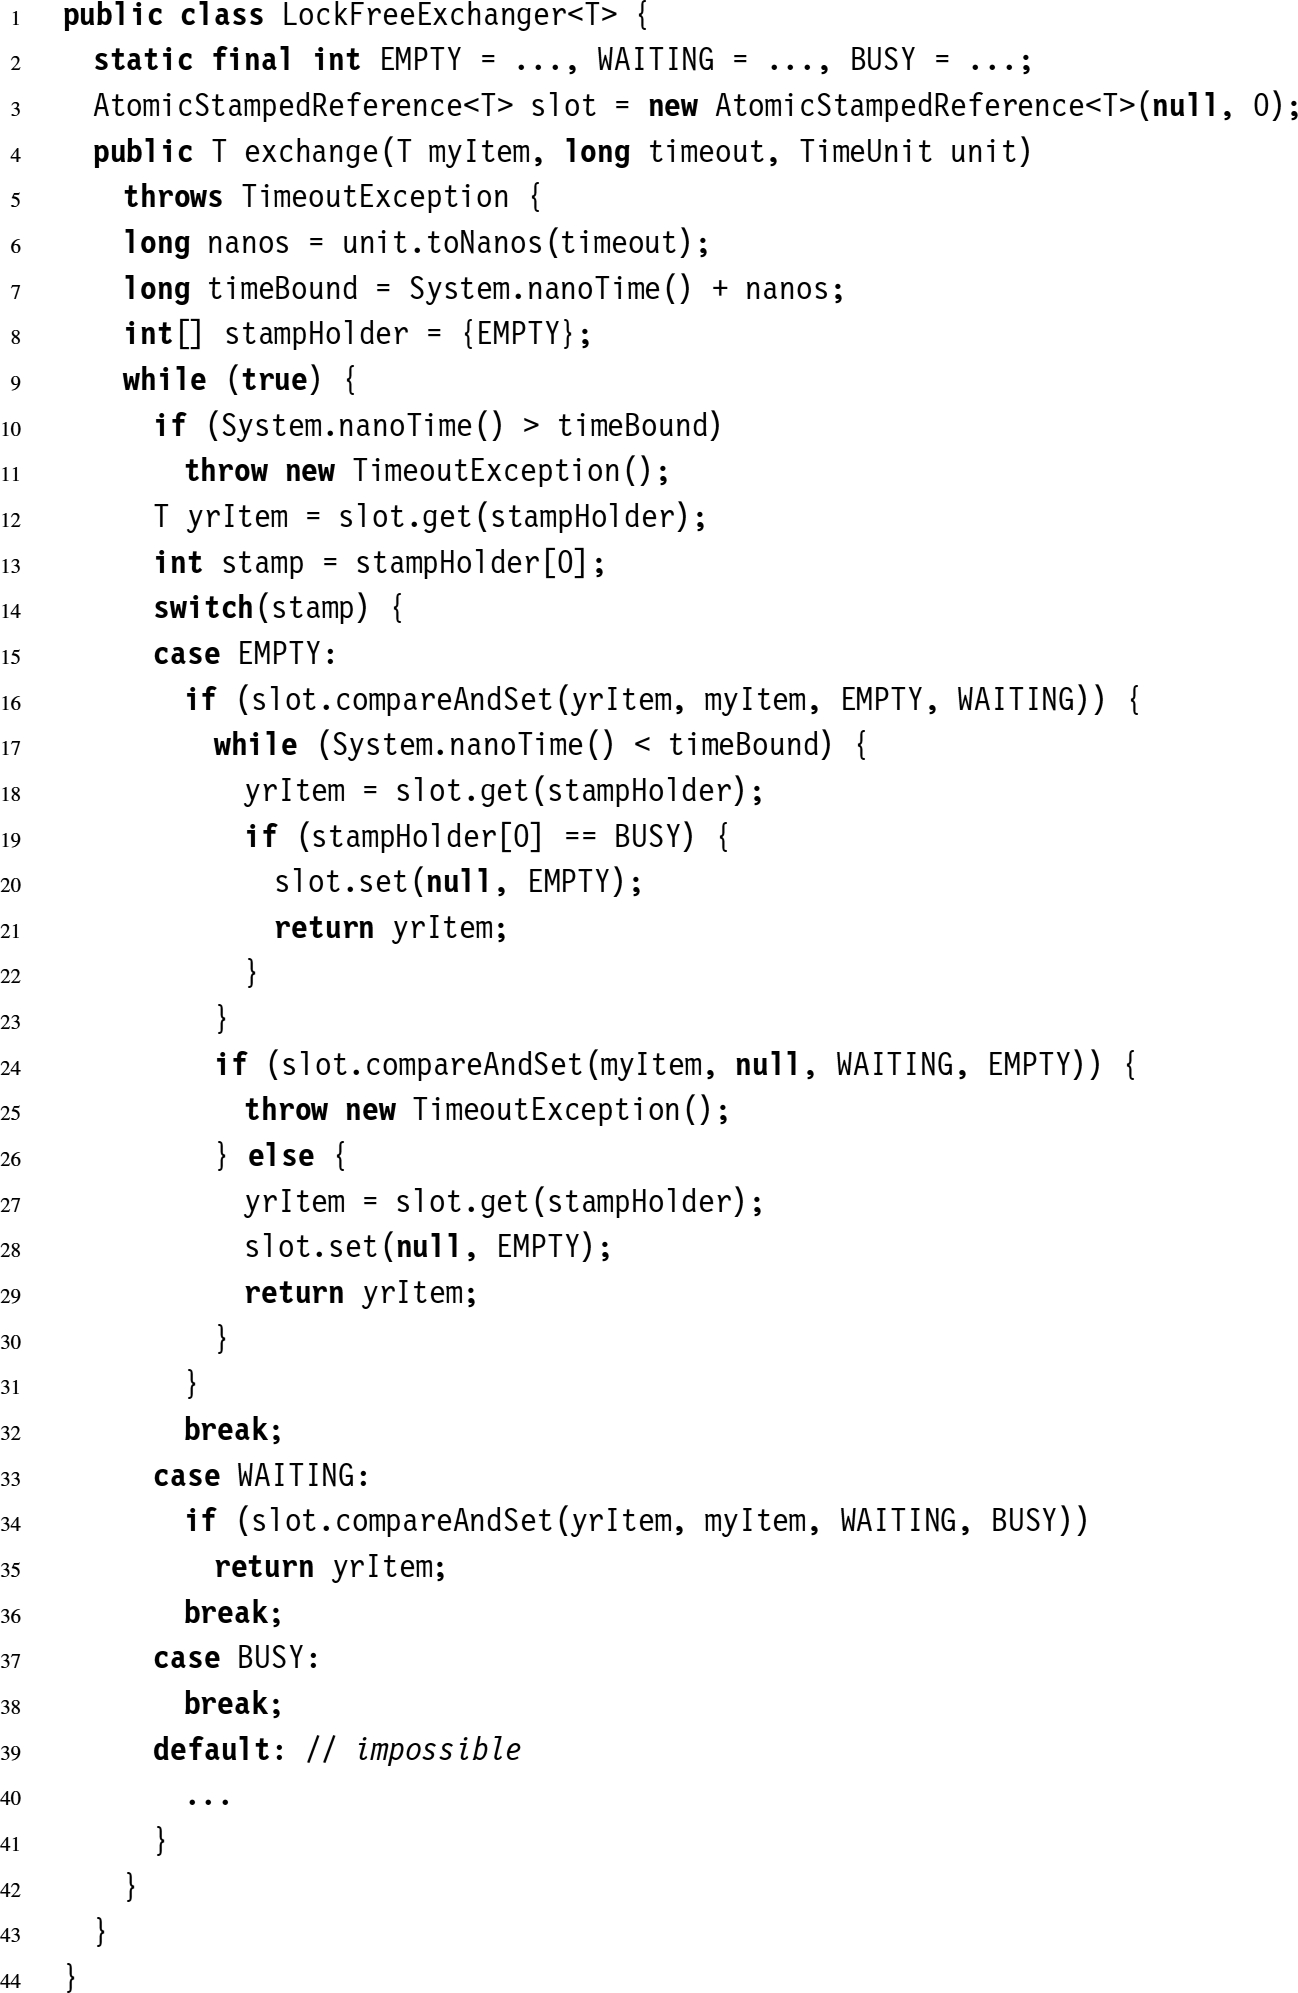 1 public class LockFreeExchanger<T> {
2 static final int EMPTY = ..., WAITING = ..., BUSY = ...;
3 AtomicStampedReference<T> slot = new AtomicStampedReference<T>(null, 0);
4 public T exchange(T myItem, long timeout, TimeUnit unit)
5 throws TimeoutException {
6 long nanos = unit.toNanos(timeout);
7 long timeBound = System.nanoTime() + nanos;
8 int[] stampHolder = {EMPTY};
9 while (true) {
10 if (System.nanoTime() > timeBound)
11 throw new TimeoutException();
12 T yrItem = slot.get(stampHolder);
13 int stamp = stampHolder[0];
14 switch(stamp) {
15 case EMPTY:
16 if (slot.compareAndSet(yrItem, myItem, EMPTY, WAITING)) {
17 while (System.nanoTime() < timeBound) {
18 yrItem = slot.get(stampHolder);
19 if (stampHolder[0] == BUSY) {
20 slot.set(null, EMPTY);
21 return yrItem;
22 }
23 }
24 if (slot.compareAndSet(myItem, null, WAITING, EMPTY)) {
25 throw new TimeoutException();
26 } else {
27 yrItem = slot.get(stampHolder);
28 slot.set(null, EMPTY);
29 return yrItem;
30 }
31 }
32 break;
33 case WAITING:
34 if (slot.compareAndSet(yrItem, myItem, WAITING, BUSY))
35 return yrItem;
36 break;
37 case BUSY:
38 break;
39 default: // impossible
40 ...
41 }
42 }
43 }
44 }